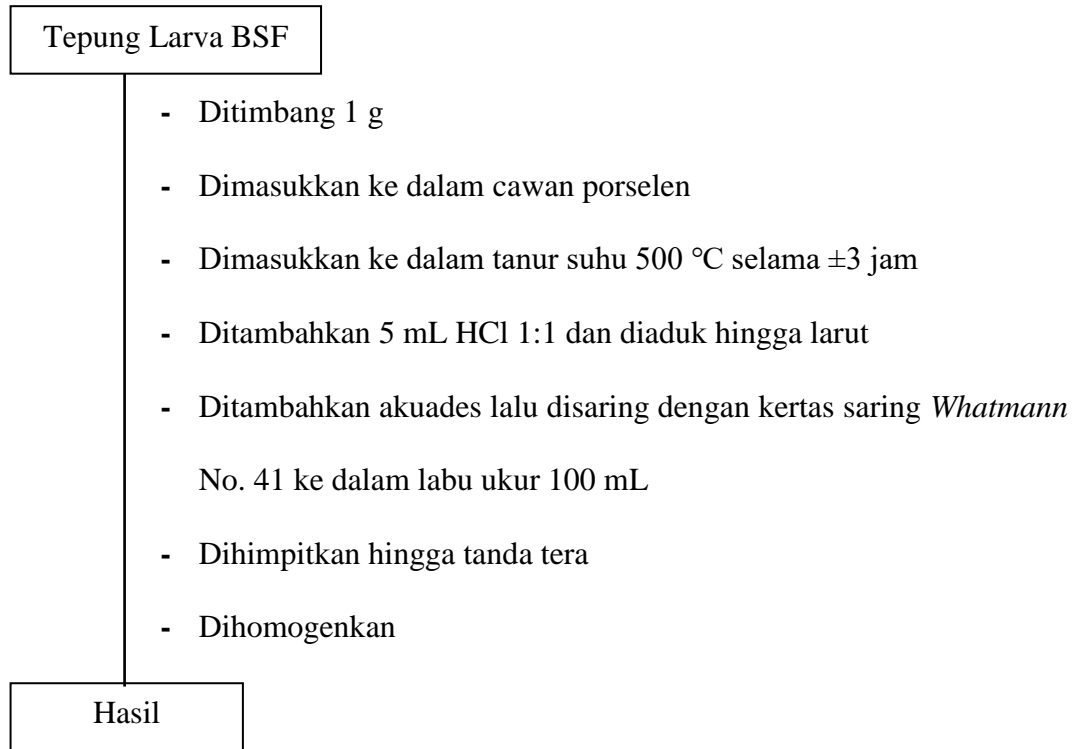 Tepung Larva BSF
- Ditimbang 1 g
- Dimasukkan ke dalam cawan porselen
- Dimasukkan ke dalam tanur suhu 500 ℃ selama ±3 jam
- Ditambahkan 5 mL HCl 1:1 dan diaduk hingga larut
- Ditambahkan akuades lalu disaring dengan kertas saring Whatmann
No. 41 ke dalam labu ukur 100 mL
- Dihimpitkan hingga tanda tera
- Dihomogenkan
Hasil